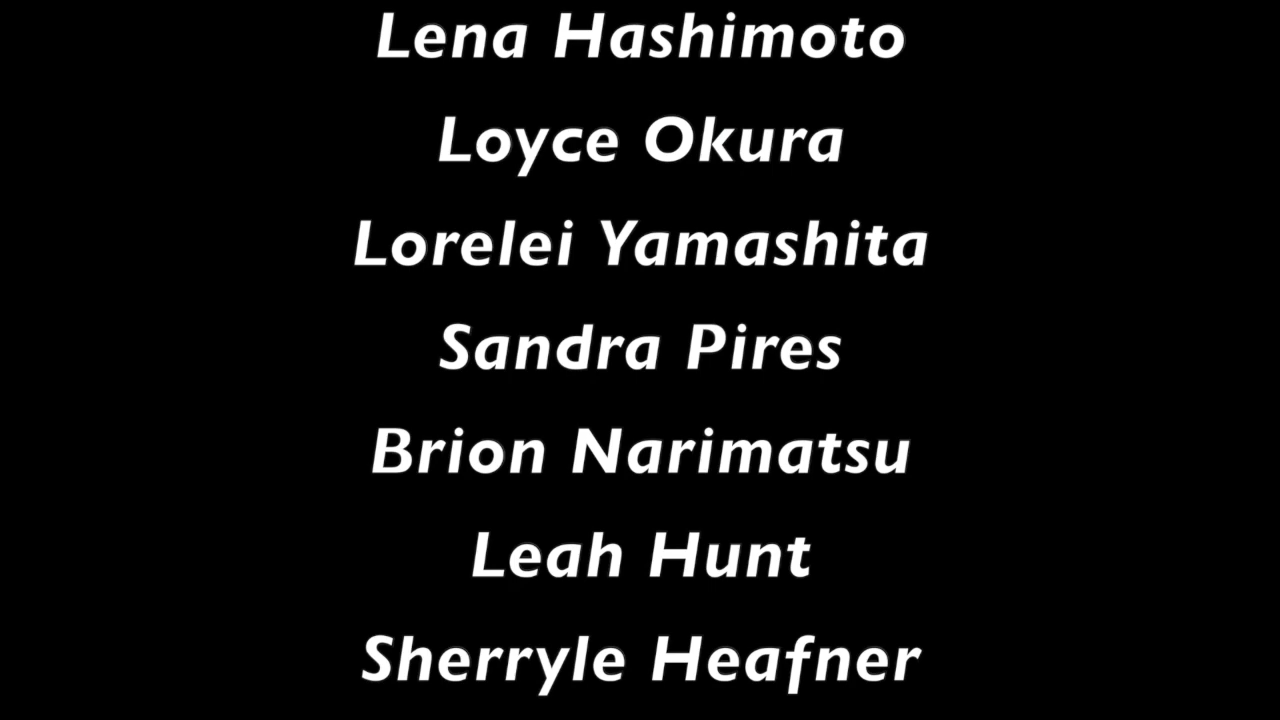 Lena Hashimoto
Loyce Okura
Lorelei Yamashita
Sandra Pires
Brion Narimatsu
Leah Hunt
Sherryle Heafner